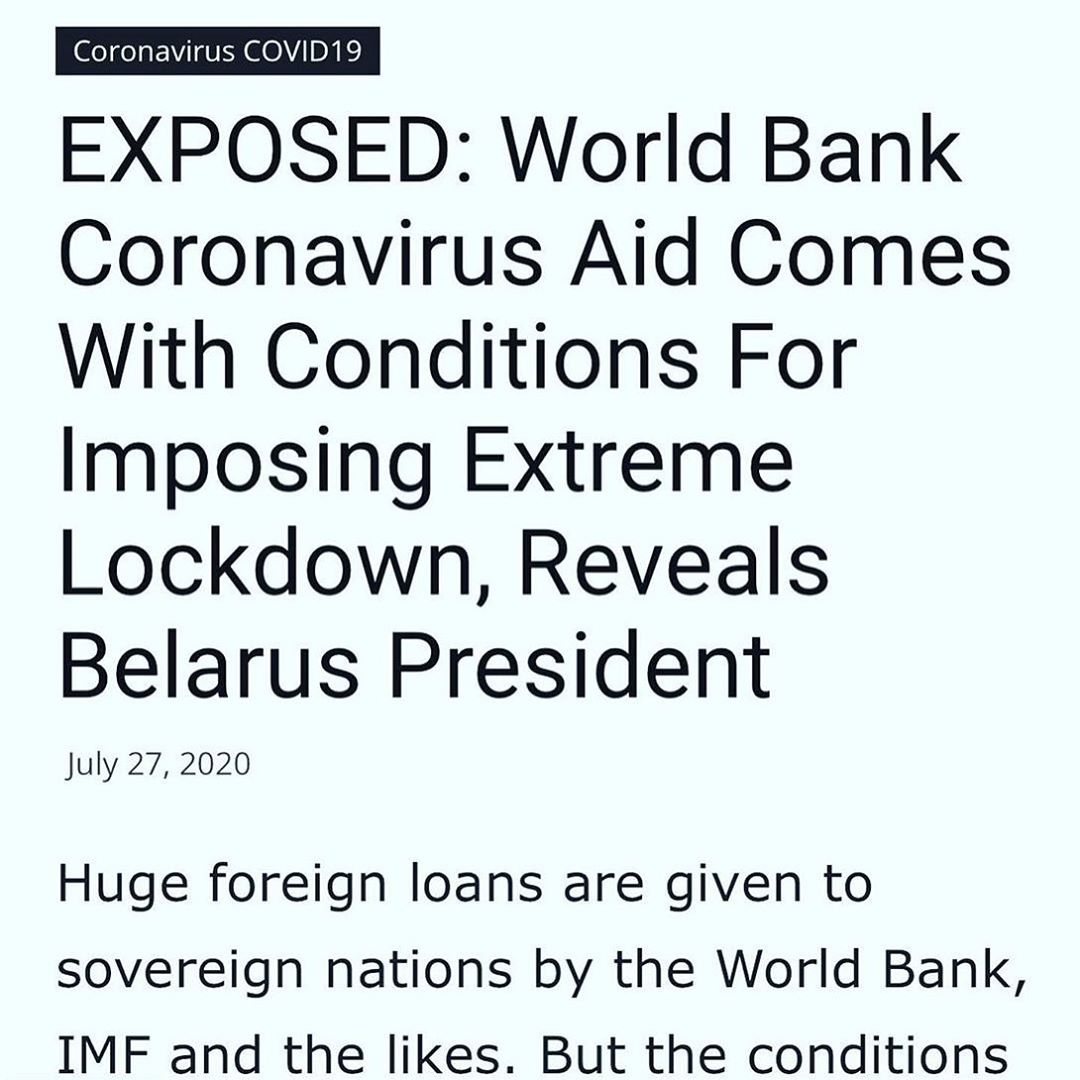 Coronavirus COVID19
EXPOSED: World Bank
Coronavirus Aid Comes
With Conditions For
Imposing Extreme
Lockdown, Reveals
Belarus President
July 27, 2020
Huge foreign loans are given to
sovereign nations by the World Bank,
IMF and the likes. But the conditions